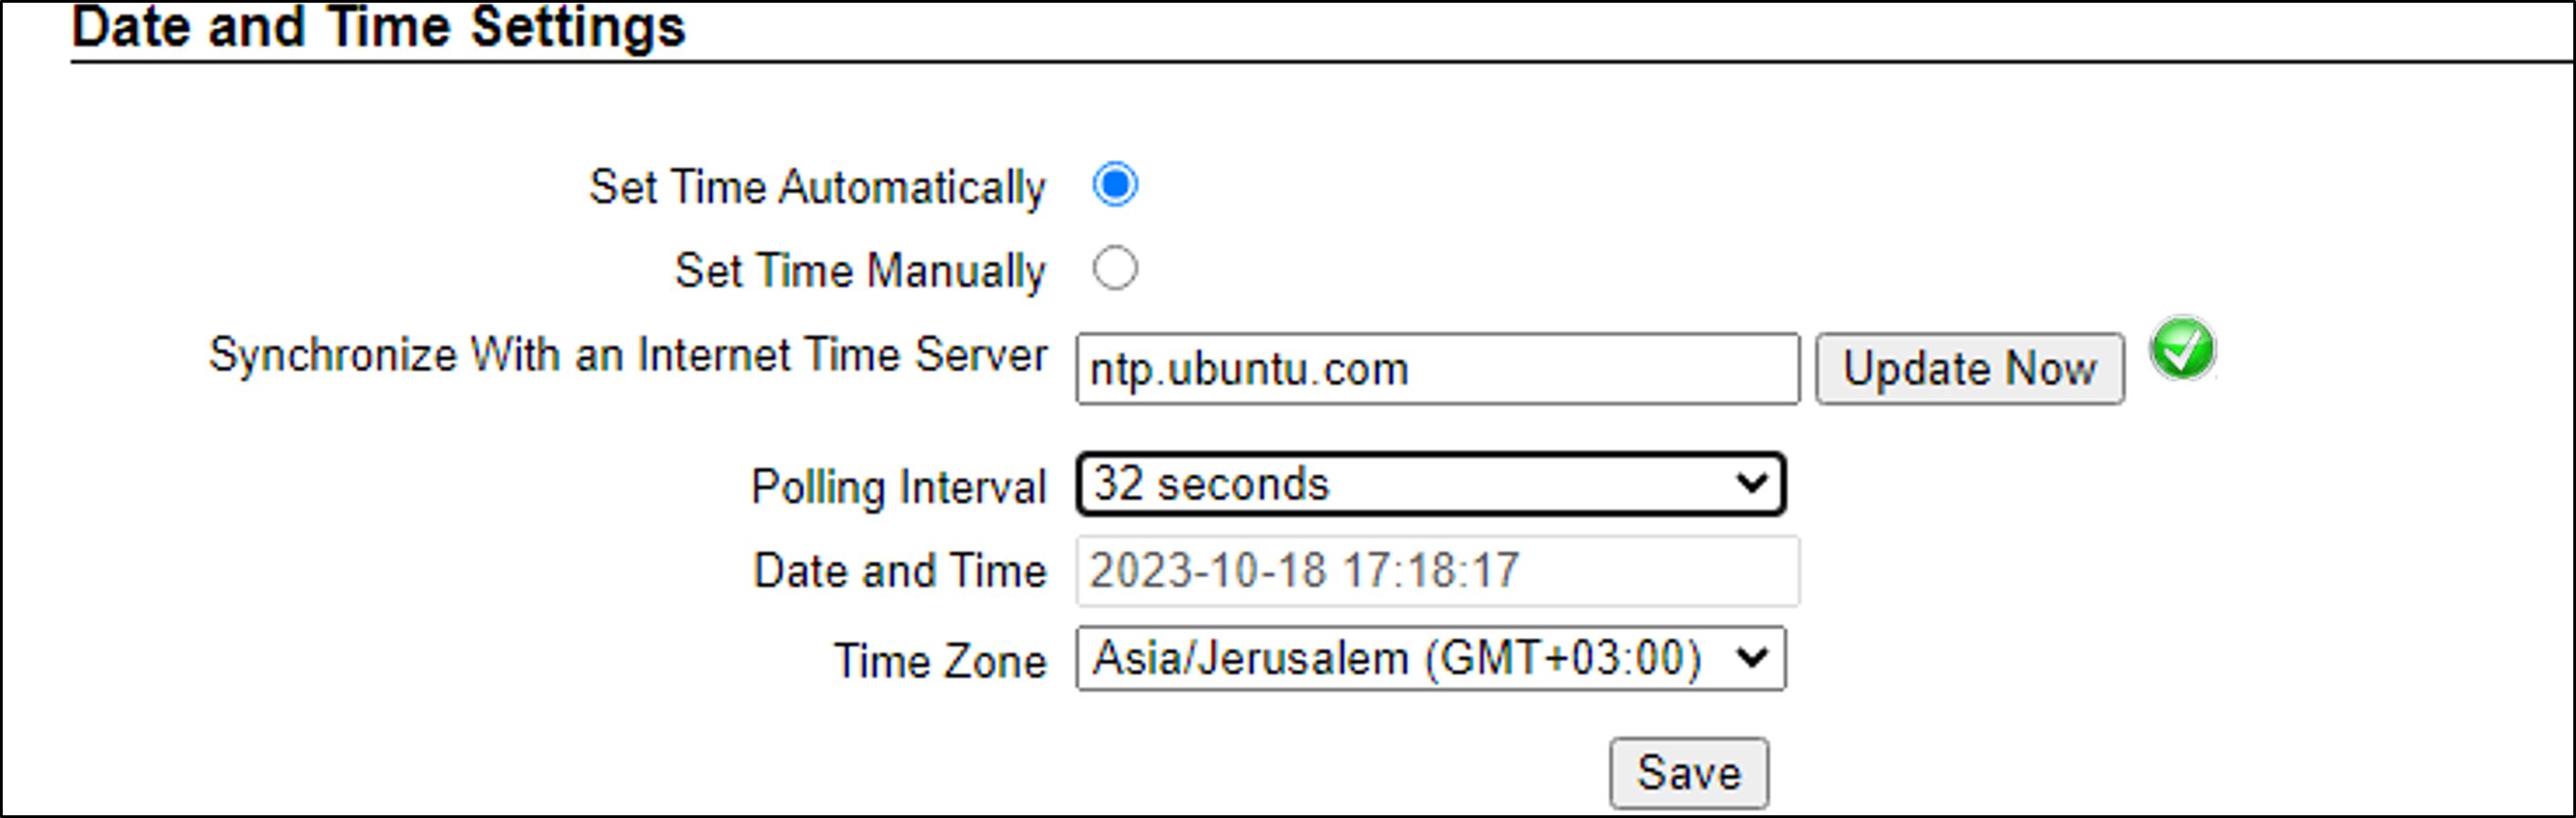 Date and Time Settings
Set Time Automatically
Set Time Manually
Synchronize With an Internet Time Server ntp.ubuntu.com Update Now
Polling Interval 32 seconds
Date and Time 2023-10-18 17:18:17
Time Zone Asia/Jerusalem (GMT+03:00)
Save